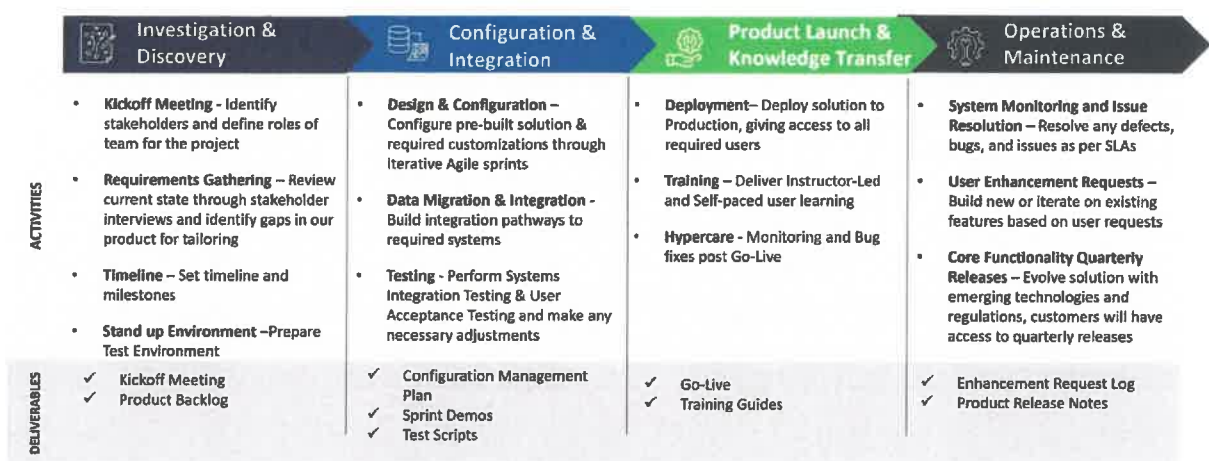 Investigation &
Discovery
Configuration &
Integration
Product Launch &
Knowledge Transfer
Operations &
Maintenance
ACTIVITIES
• Kickoff Meeting - Identify
stakeholders and define roles of
team for the project
• Requirements Gathering – Review
current state through stakeholder
interviews and identify gaps in our
product for tailoring
• Timeline – Set timeline and
milestones
• Stand up Environment –Prepare
Test Environment
• Design & Configuration –
Configure pre-built solution &
required customizations through
Iterative Agile sprints
• Data Migration & Integration -
Build integration pathways to
required systems
• Testing - Perform Systems
Integration Testing & User
Acceptance Testing and make any
necessary adjustments
• Deployment– Deploy solution to
Production, giving access to all
required users
• Training – Deliver Instructor-Led
and Self-paced user learning
• Hypercare - Monitoring and Bug
fixes post Go-Live
• System Monitoring and Issue
Resolution – Resolve any defects,
bugs, and issues as per SLAs
• User Enhancement Requests –
Build new or iterate on existing
features based on user requests
• Core Functionality Quarterly
Releases – Evolve solution with
emerging technologies and
regulations, customers will have
access to quarterly releases
DELIVERABLES
✓ Kickoff Meeting
✓ Product Backlog
✓ Configuration Management
Plan
✓ Sprint Demos
✓ Test Scripts
✓ Go-Live
✓ Training Guides
✓ Enhancement Request Log
✓ Product Release Notes